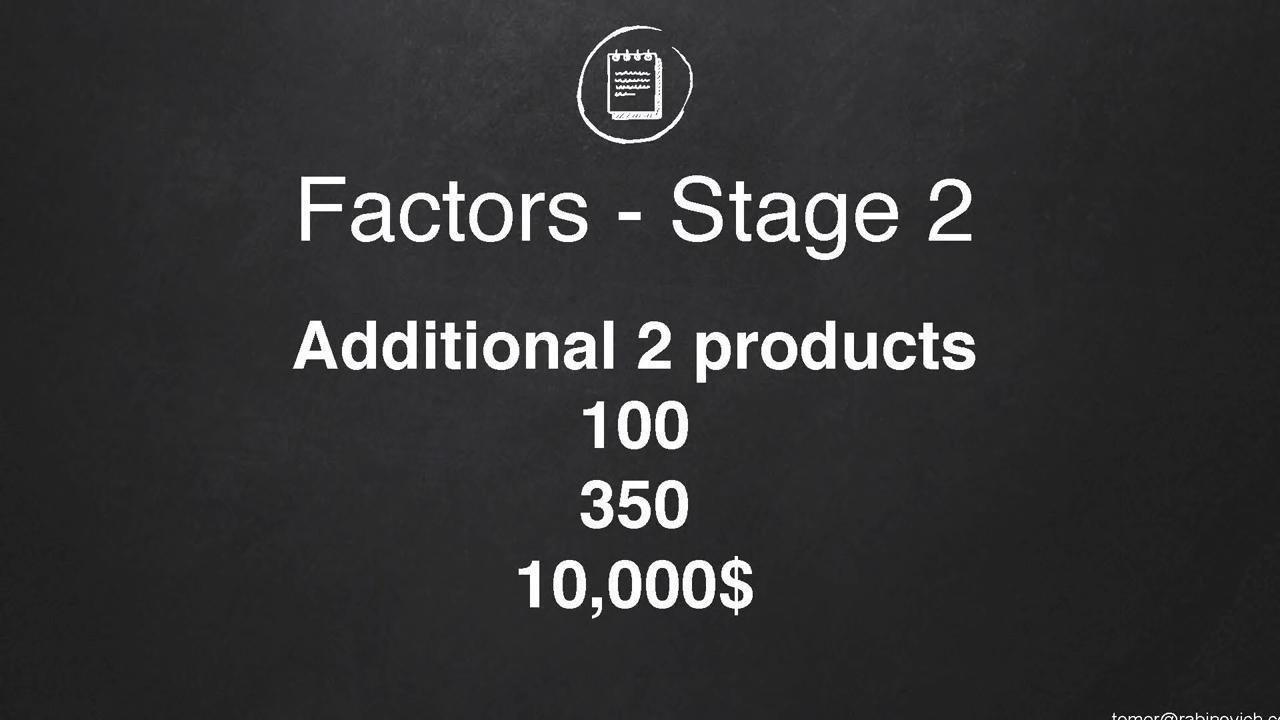 Factors - Stage 2
Additional 2 products
100
350
10,000$